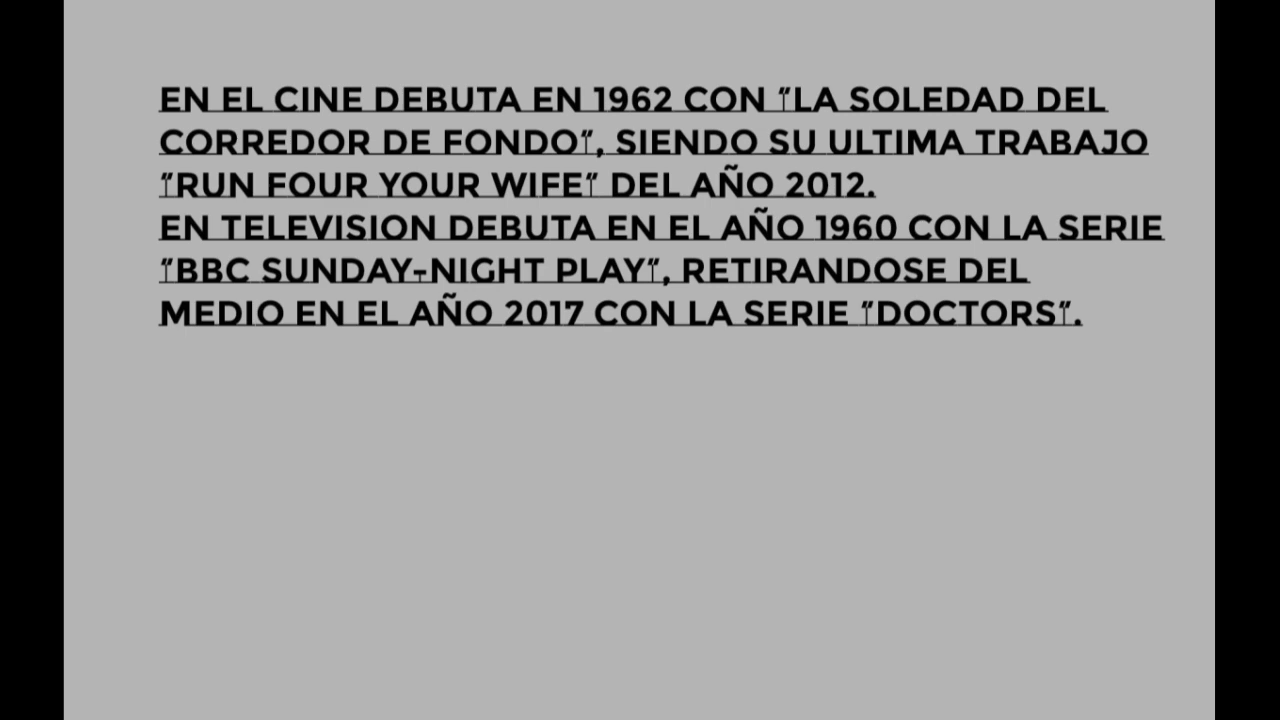 EN EL CINE DEBUTA EN 1962 CON "LA SOLEDAD DEL
CORREDOR DE FONDO", SIENDO SU ULTIMA TRABAJO
"RUN FOUR YOUR WIFE" DEL AÑO 2012.
EN TELEVISION DEBUTA EN EL AÑO 1960 CON LA SERIE
"BBC SUNDAY-NIGHT PLAY", RETIRANDOSE DEL
MEDIO EN EL AÑO 2017 CON LA SERIE "DOCTORS".